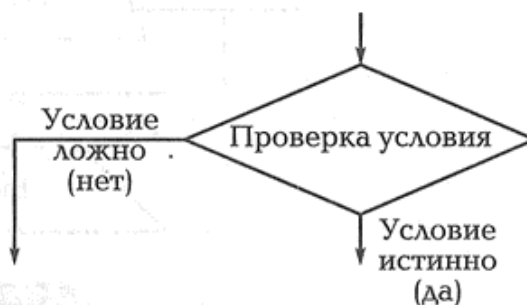 Проверка условия
Условие
ложно
(нет)
Условие
истинно
(да)